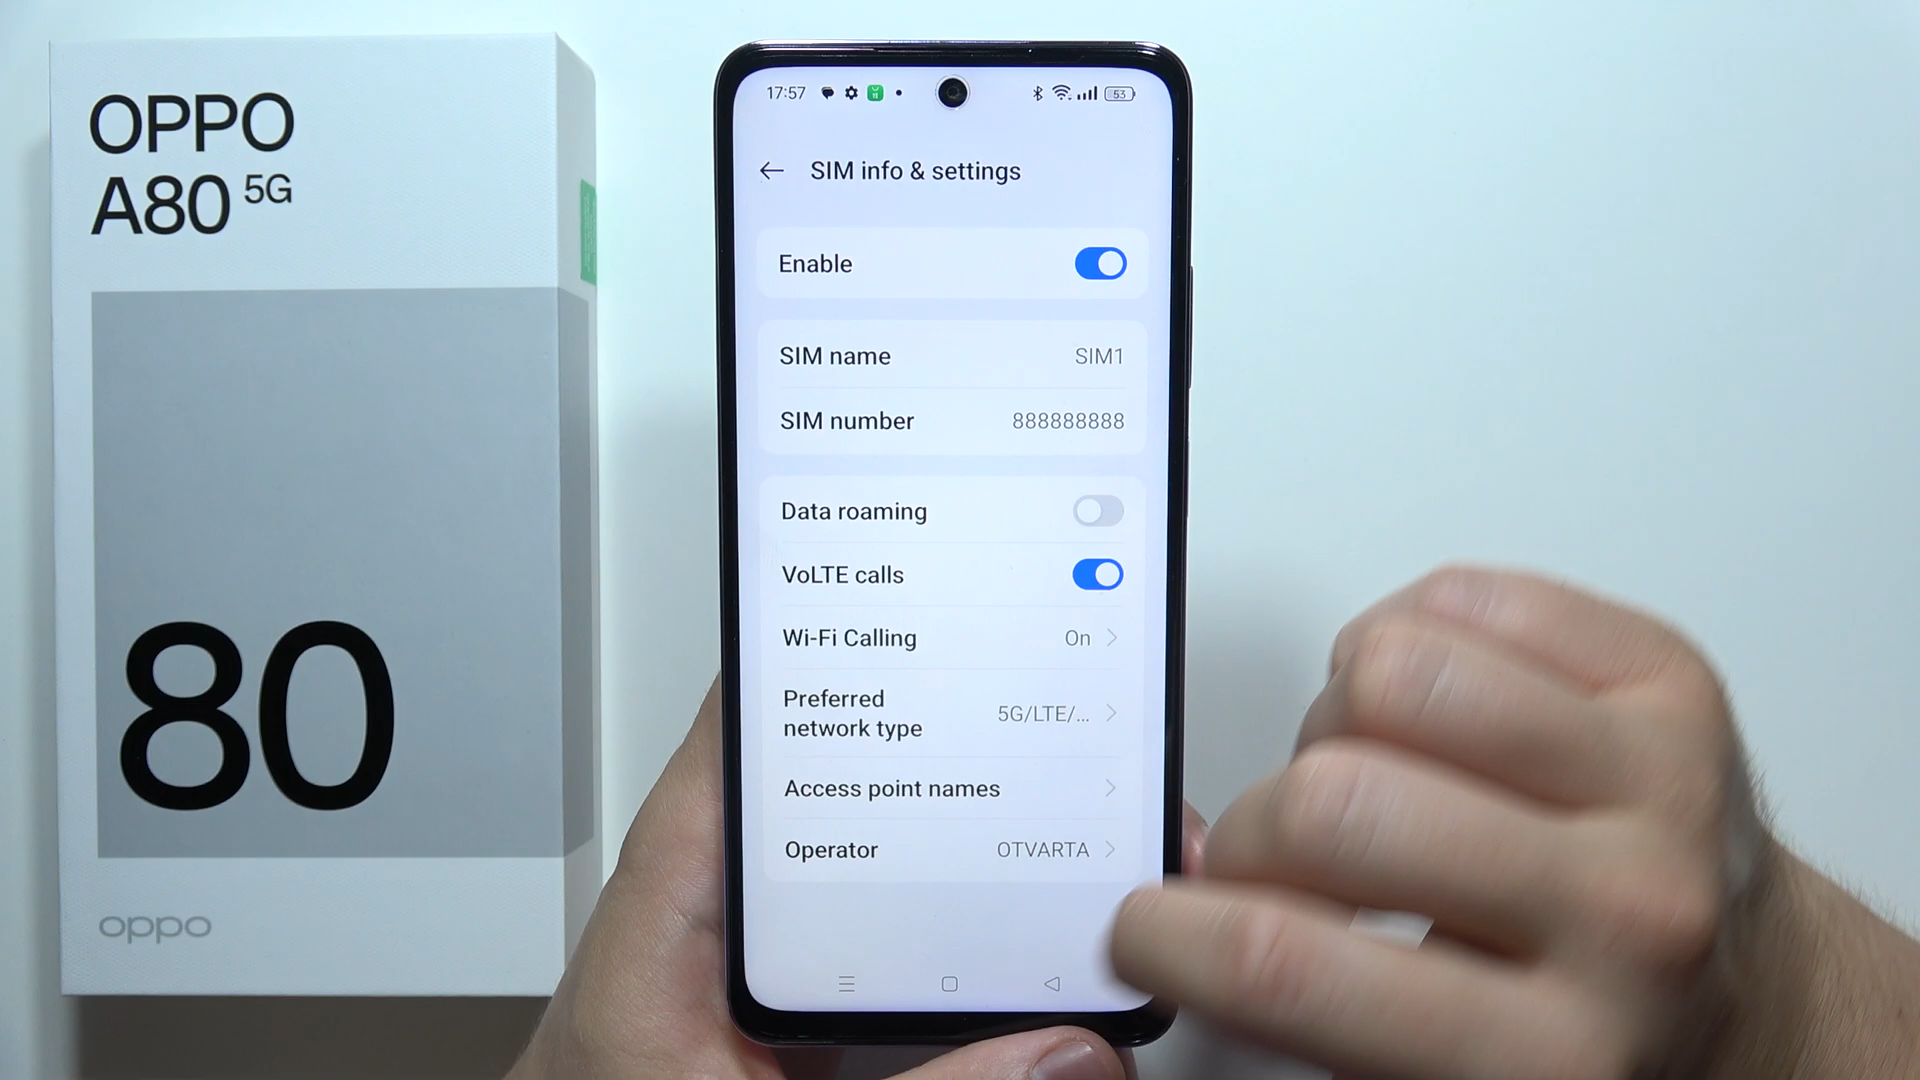 OPPO
A80 5G
80
oppo
17:57
53
SIM info & settings
Enable
SIM name SIM1
SIM number 888888888
Data roaming
VoLTE calls
Wi-Fi Calling On
Preferred
network type 5G/LTE/...
Access point names
Operator OTVARTA